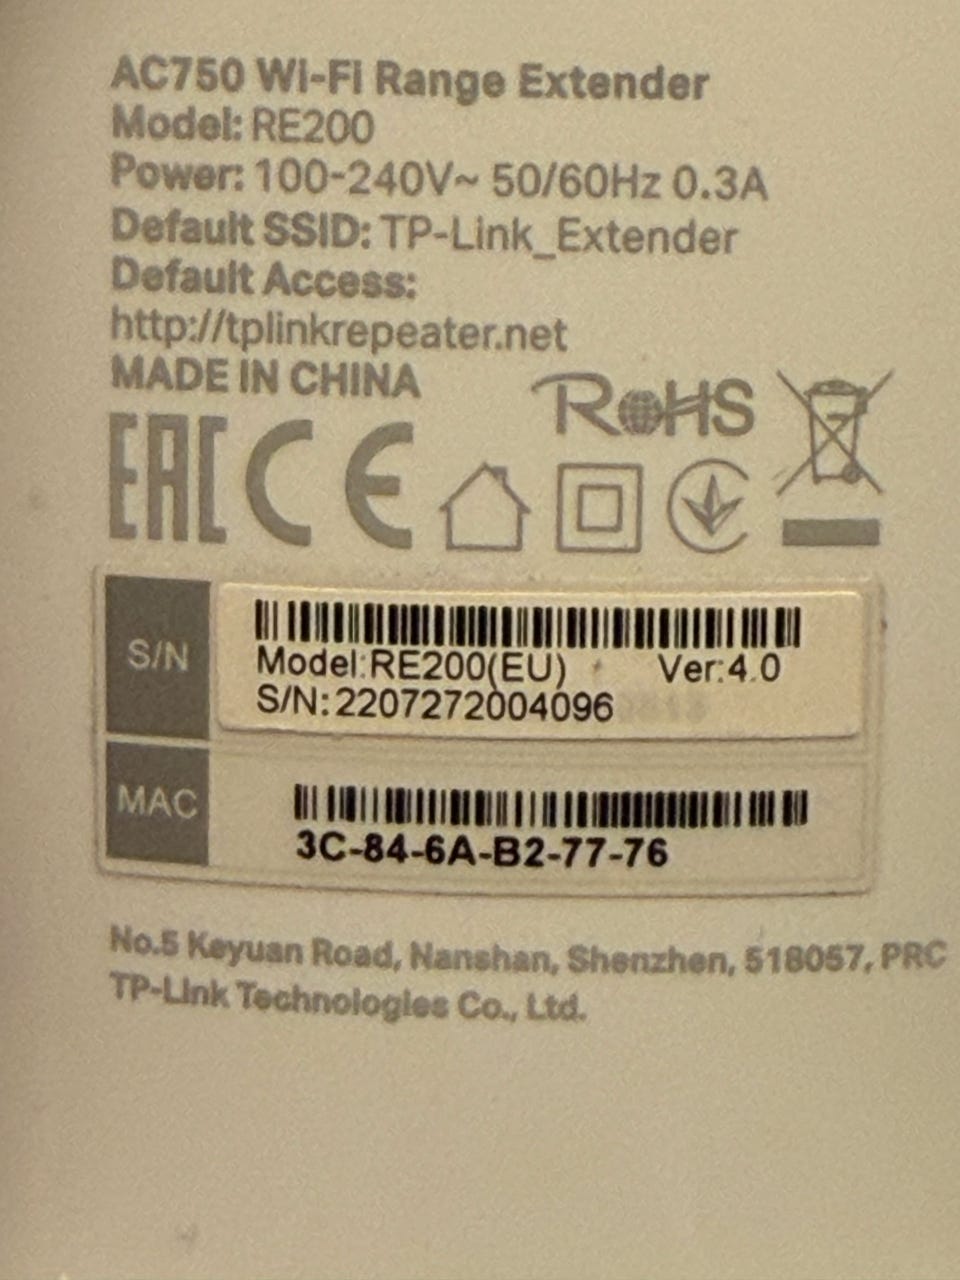 AC750 Wi-Fi Range Extender
Model: RE200
Power: 100-240V~ 50/60Hz 0.3A
Default SSID: TP-Link_Extender
Default Access:
http://tplinkrepeater.net
MADE IN CHINA
RoHS
EAC CE
S/N
Model:RE200(EU) Ver:4.0
S/N:2207272004096
MAC
3C-84-6A-B2-77-76
No.5 Keyuan Road, Nanshan, Shenzhen, 518057, PRC
TP-Link Technologies Co., Ltd.